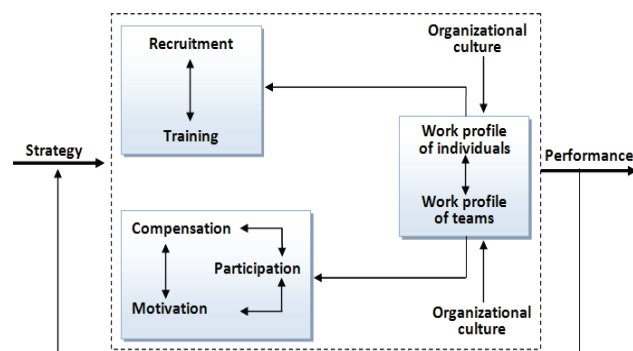 Organizational
culture
Recruitment
Training
Strategy
Work profile
of individuals
Work profile
of teams
Performance
Compensation
Participation
Motivation
Organizational
culture